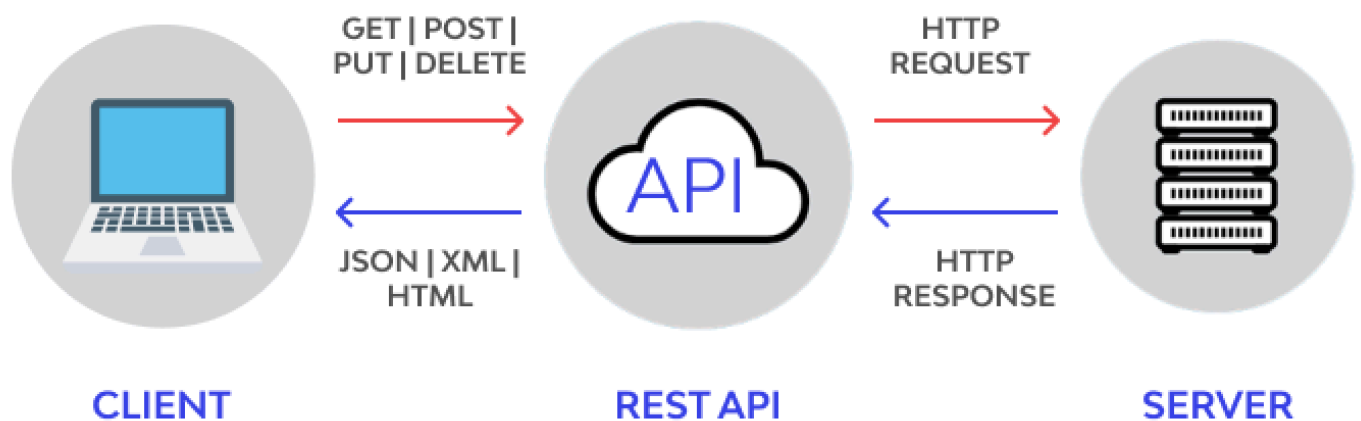 GET | POST |
PUT | DELETE
HTTP
REQUEST
API
JSON | XML |
HTML
HTTP
RESPONSE
CLIENT
REST API
SERVER